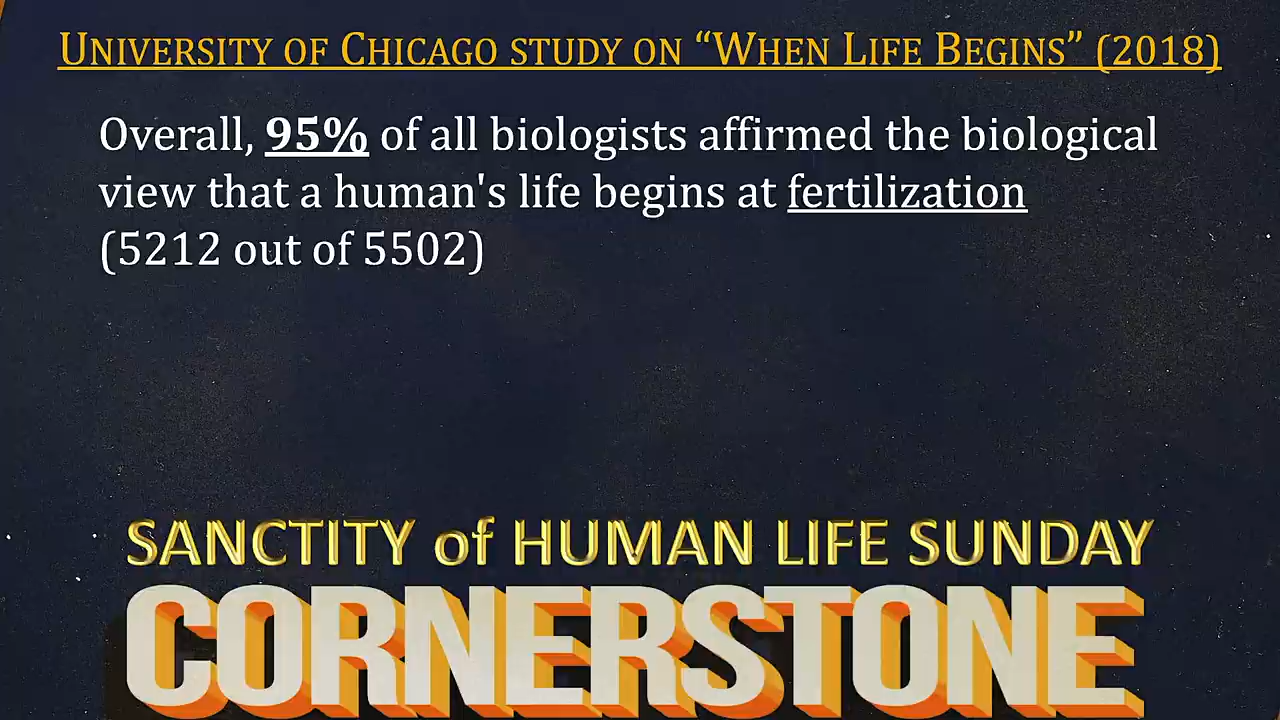 UNIVERSITY OF CHICAGO STUDY ON “WHEN LIFE BEGINS” (2018)
Overall, 95% of all biologists affirmed the biological
view that a human's life begins at fertilization
(5212 out of 5502)
SANCTITY of HUMAN LIFE SUNDAY
CORNERSTONE